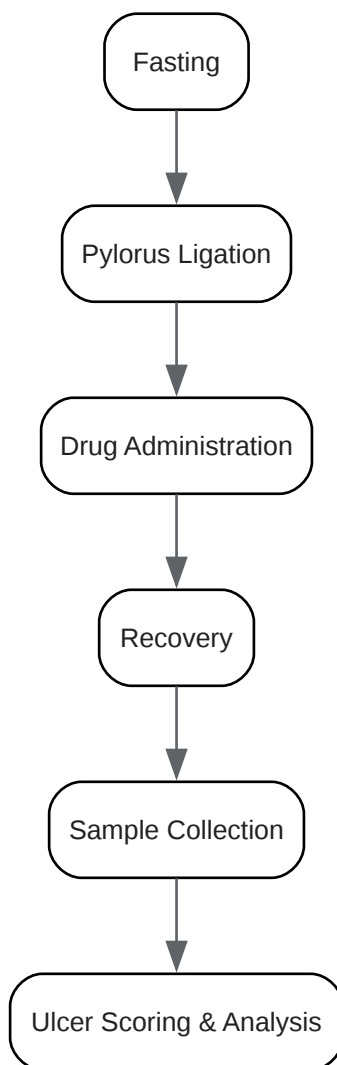 Fasting
Pylorus Ligation
Drug Administration
Recovery
Sample Collection
Ulcer Scoring & Analysis